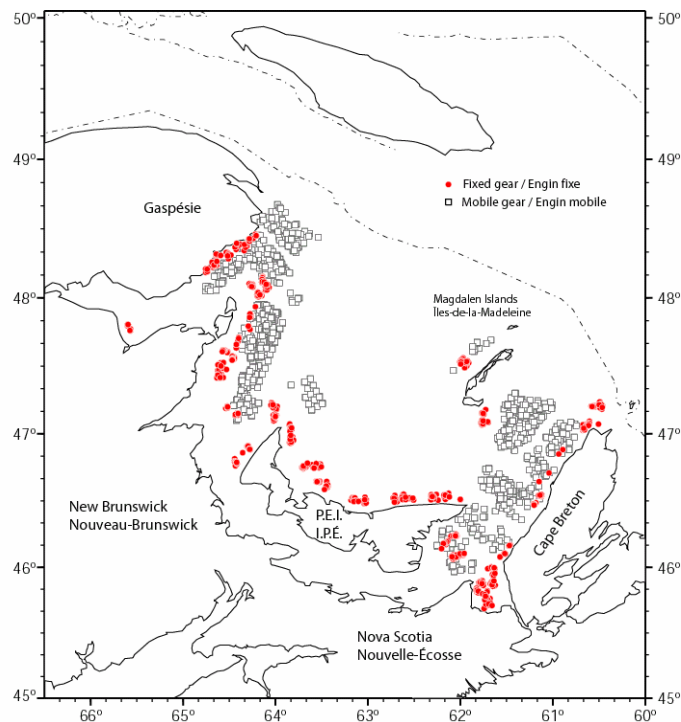 50°
50°
49°
49°
Fixed gear / Engin fixe
Gaspésie
Mobile gear / Engin mobile
48°
48°
Magdalen Islands
Îles-de-la-Madeleine
47°
47°
New Brunswick
Nouveau-Brunswick
P.E.I.
I.P.É.
Cape Breton
46°
46°
Nova Scotia
Nouvelle-Écosse
45°
45°
66° 65° 64° 63° 62° 61° 60°